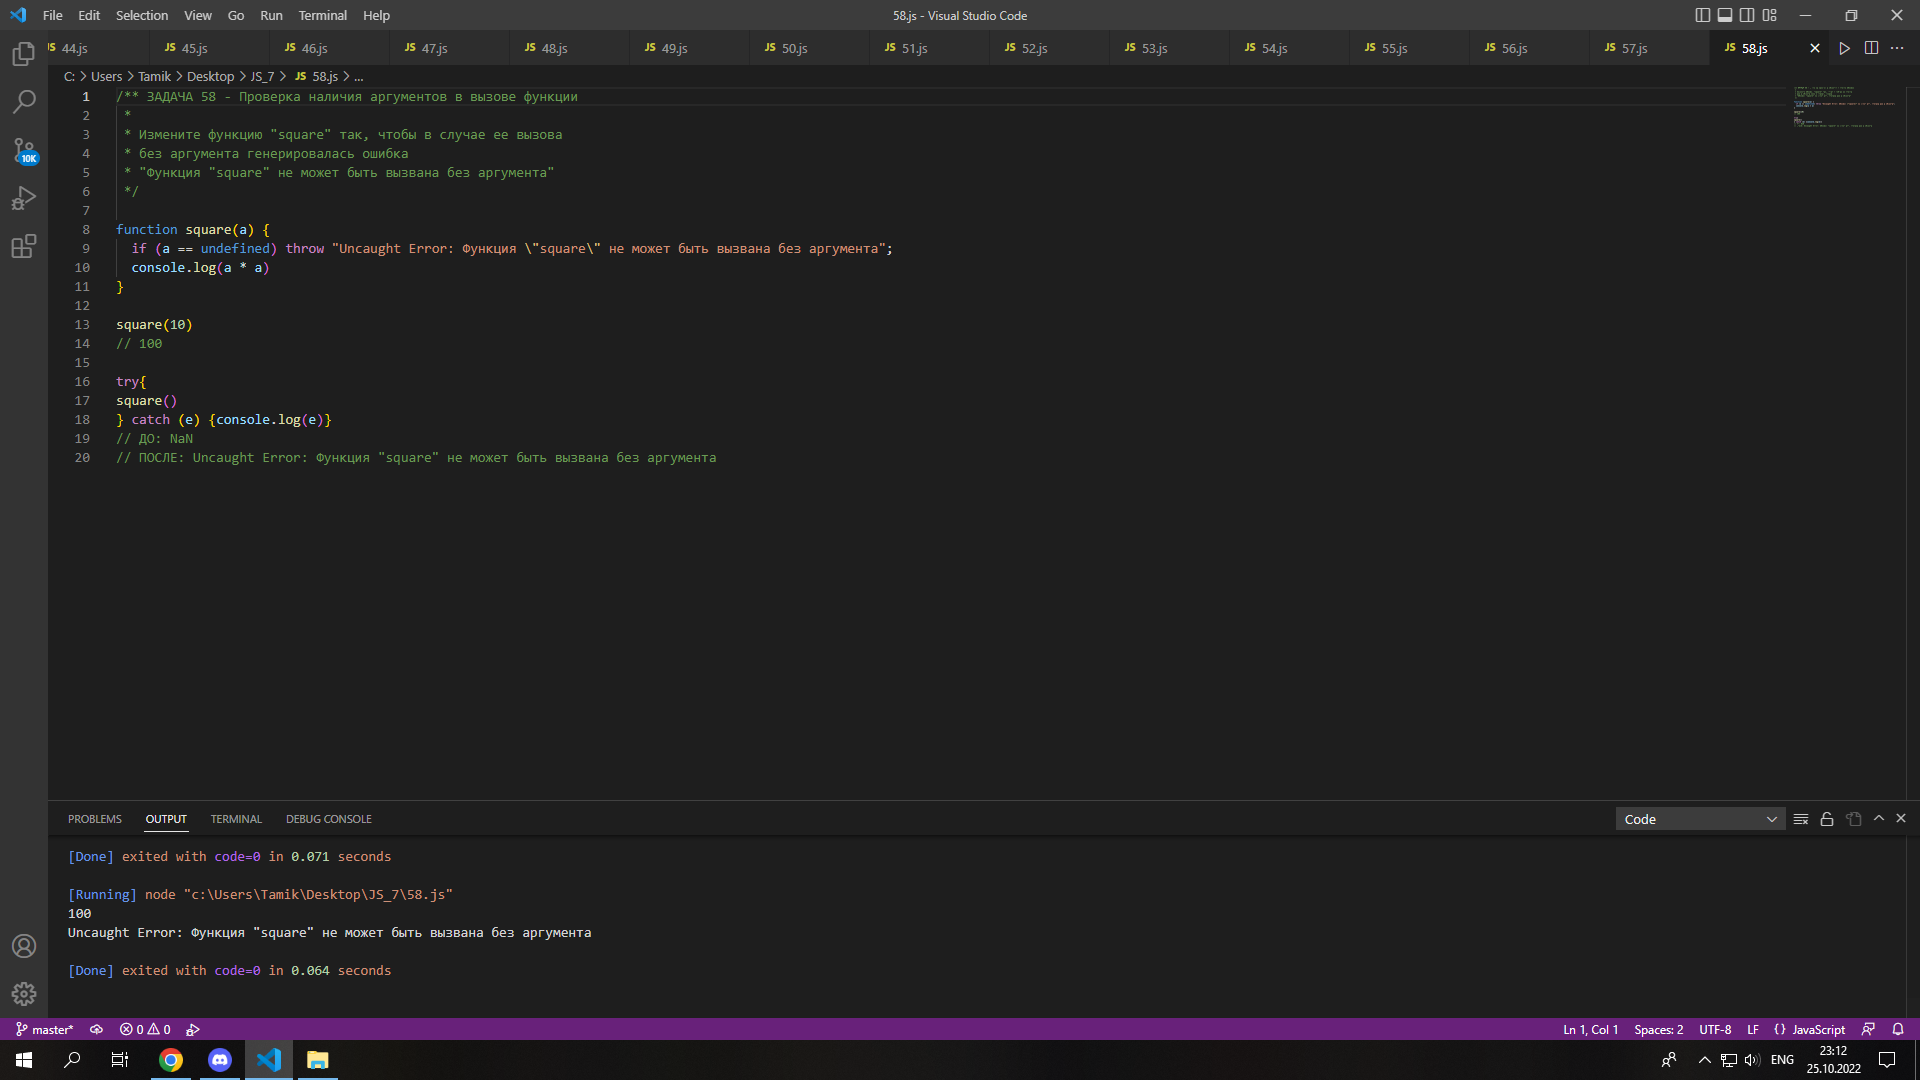 File Edit Selection View Go Run Terminal Help
58.js - Visual Studio Code
JS 44.js JS 45.js JS 46.js JS 47.js JS 48.js JS 49.js JS 50.js JS 51.js JS 52.js JS 53.js JS 54.js JS 55.js JS 56.js JS 57.js JS 58.js
C: > Users > Tamik > Desktop > JS_7 > JS 58.js > ...
1 /** ЗАДАЧА 58 - Проверка наличия аргументов в вызове функции
2 *
3 * Измените функцию "square" так, чтобы в случае ее вызова
4 * без аргумента генерировалась ошибка
5 * "Функция "square" не может быть вызвана без аргумента"
6 */
7
8 function square(a) {
9 if (a == undefined) throw "Uncaught Error: Функция \"square\" не может быть вызвана без аргумента";
10 console.log(a * a)
11 }
12
13 square(10)
14 // 100
15
16 try{
17 square()
18 } catch (e) {console.log(e)}
19 // ДО: NaN
20 // ПОСЛЕ: Uncaught Error: Функция "square" не может быть вызвана без аргумента
10K
PROBLEMS OUTPUT TERMINAL DEBUG CONSOLE
Code
[Done] exited with code=0 in 0.071 seconds
[Running] node "c:\Users\Tamik\Desktop\JS_7\58.js"
100
Uncaught Error: Функция "square" не может быть вызвана без аргумента
[Done] exited with code=0 in 0.064 seconds
master* 0 0
Ln 1, Col 1 Spaces: 2 UTF-8 LF {} JavaScript
ENG
23:12
25.10.2022